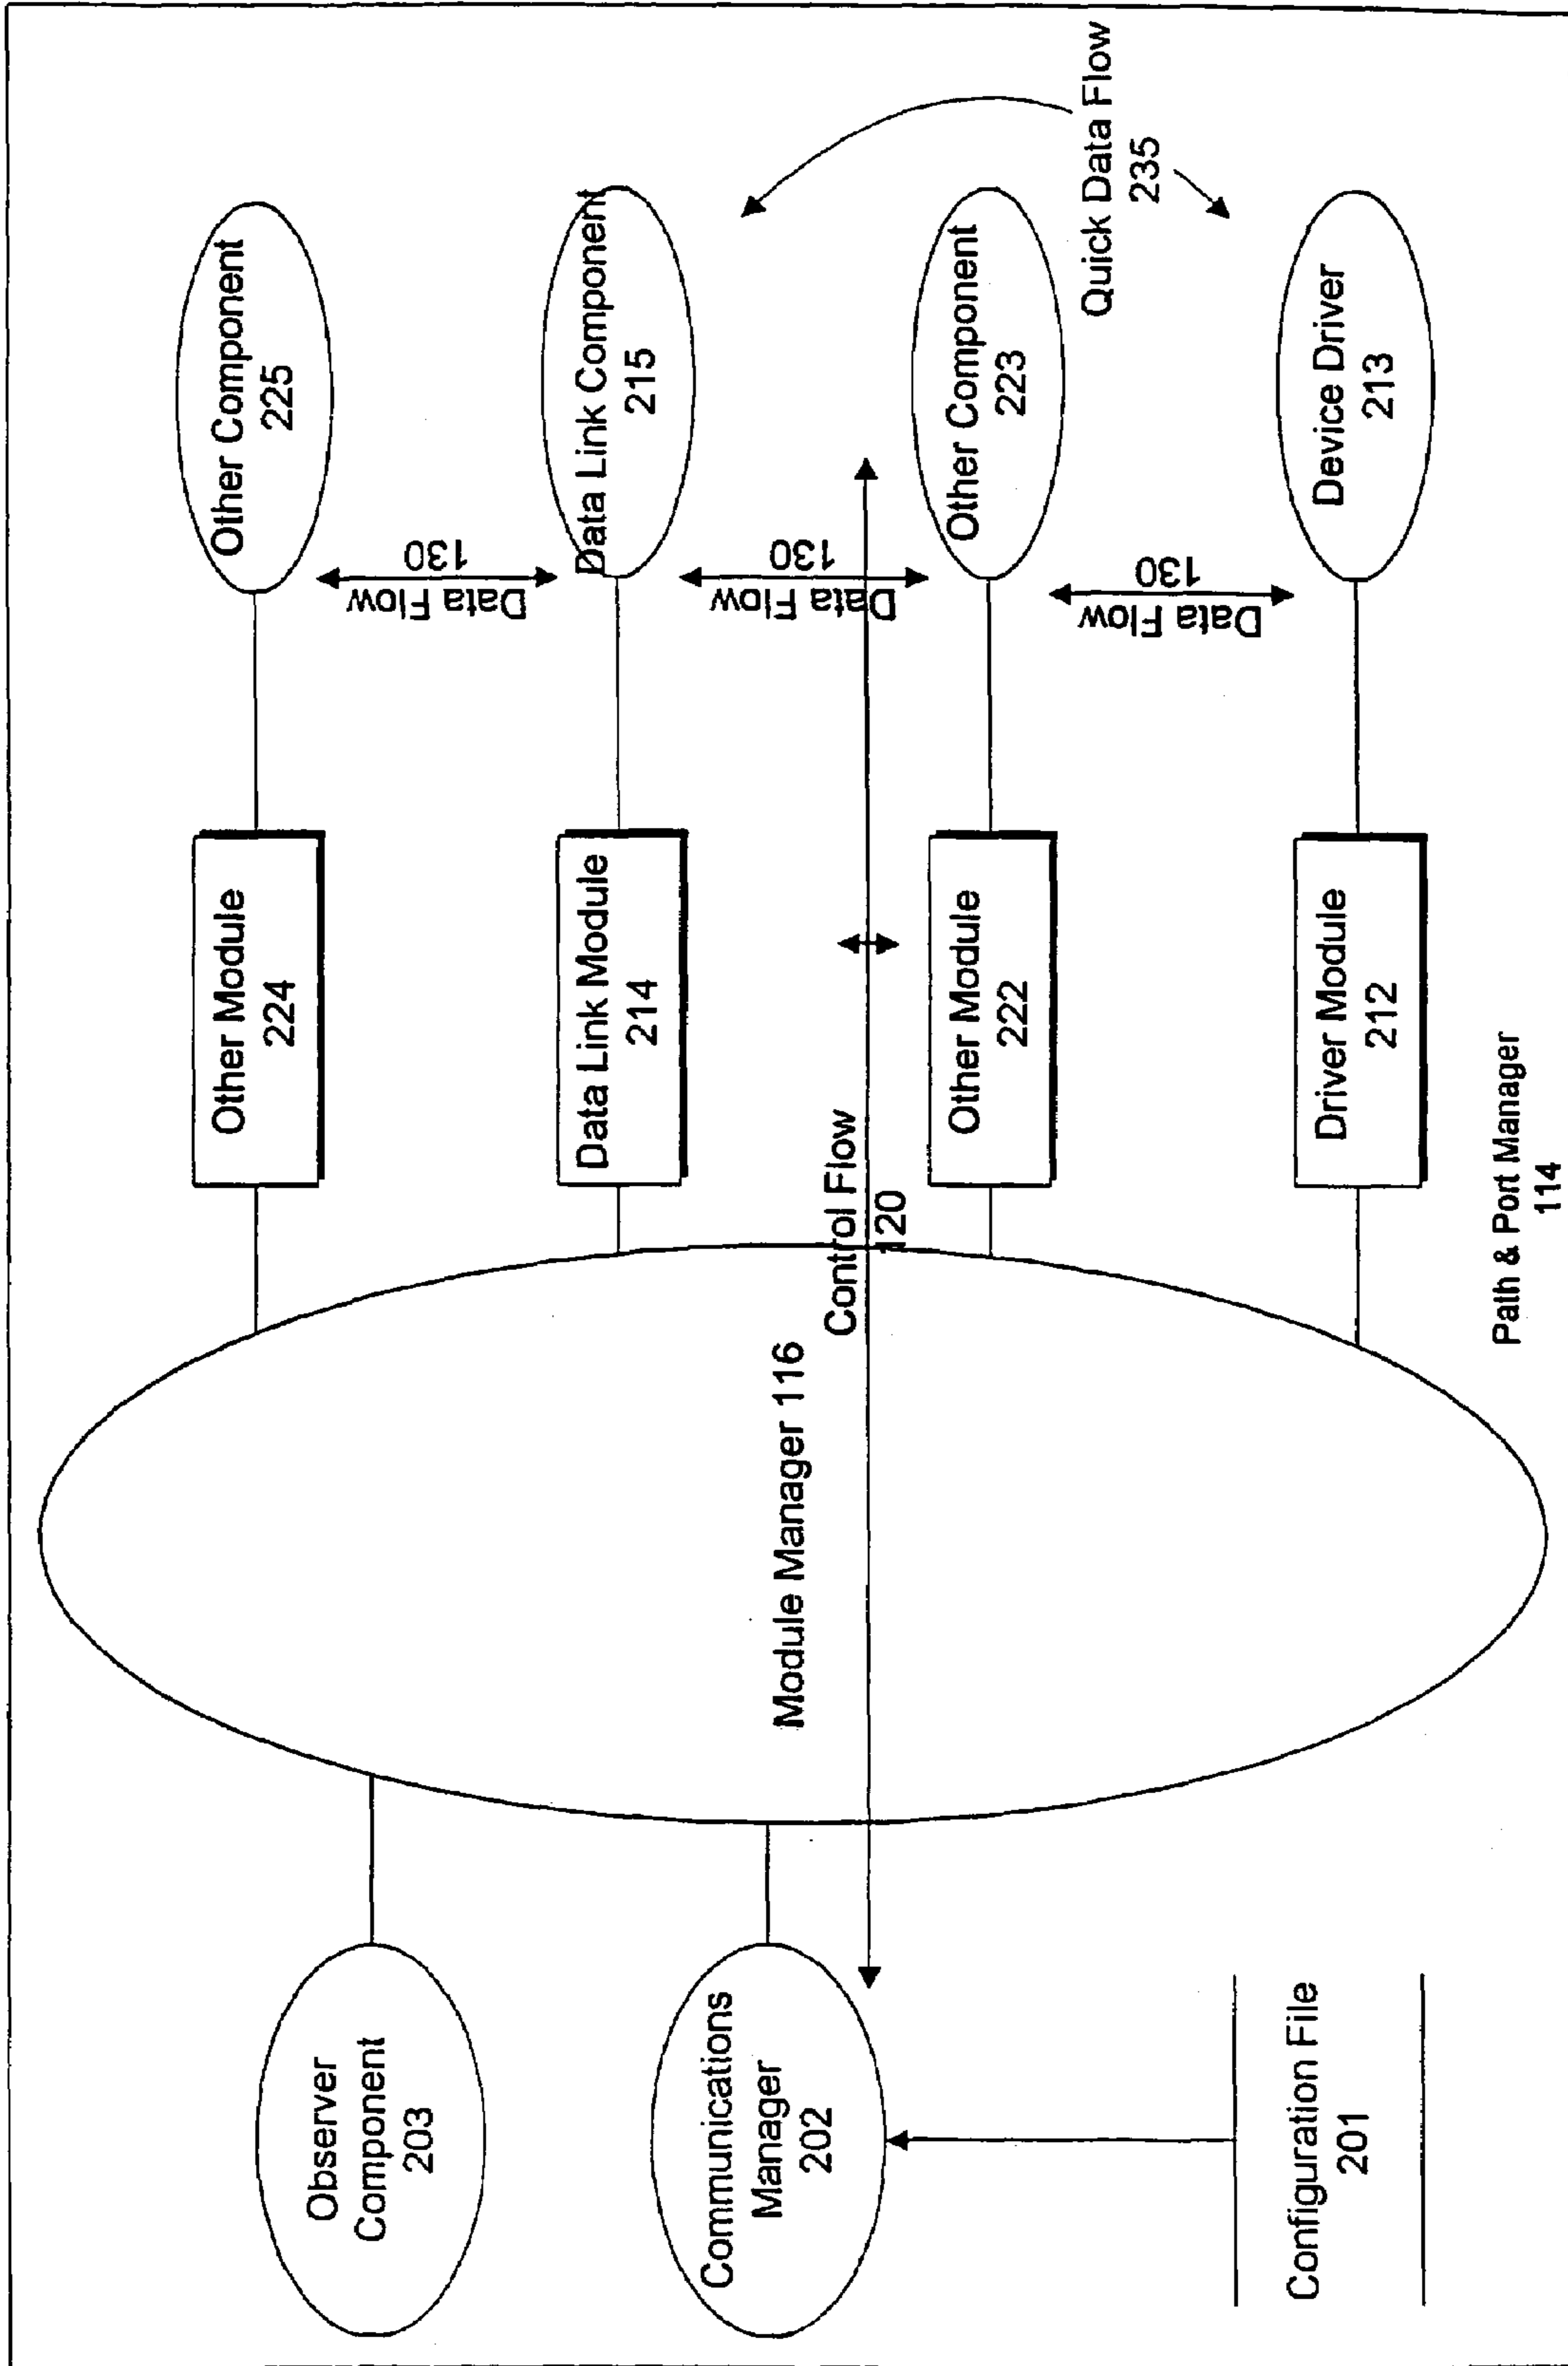 Observer
Component
203
Communications
Manager
202
Configuration File
201
Module Manager 116
Control Flow
120
Other Module
224
Data Link Module
214
Other Module
222
Driver Module
212
Data Flow
130
Data Flow
130
Data Flow
130
Other Component
225
Data Link Component
215
Other Component
223
Device Driver
213
Quick Data Flow
235
Path & Port Manager
114